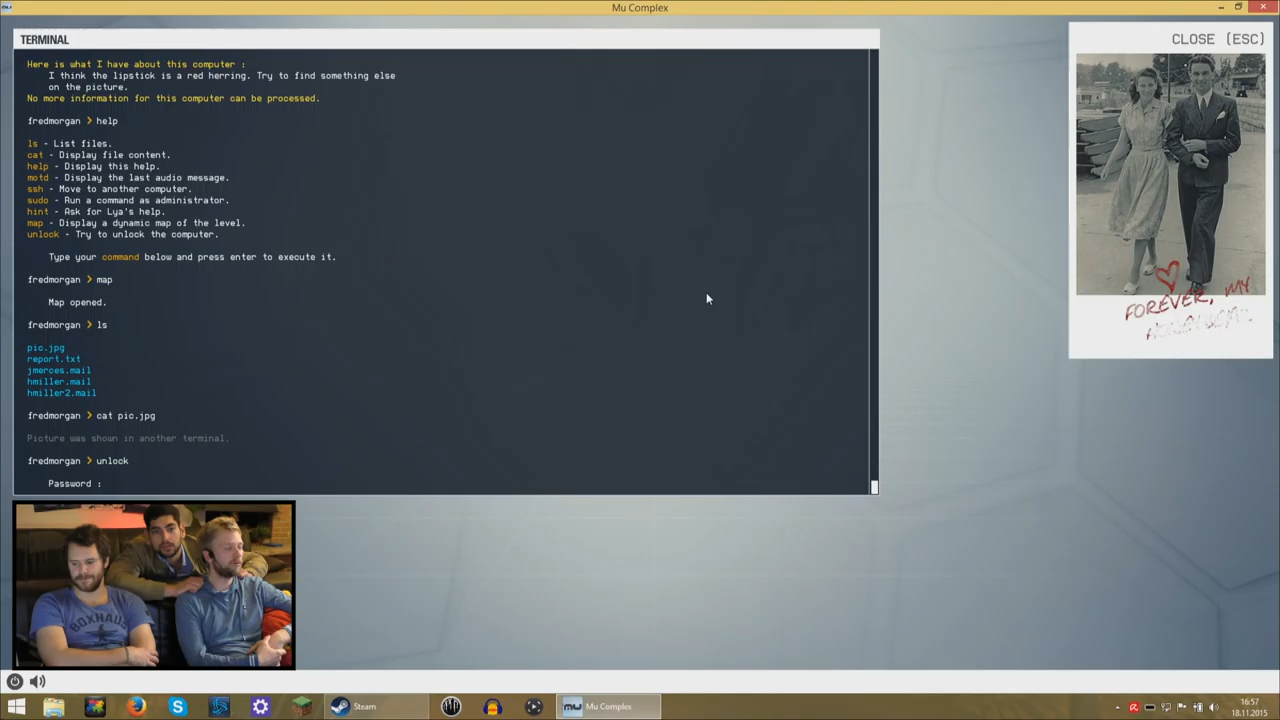 Mu Complex
TERMINAL
Here is what I have about this computer :
I think the lipstick is a red herring. Try to find something else
on the picture.
No more information for this computer can be processed.
fredmorgan > help
ls - List files.
cat - Display file content.
help - Display this help.
motd - Display the last audio message.
ssh - Move to another computer.
sudo - Run a command as administrator.
hint - Ask for Lya's help.
map - Display a dynamic map of the level.
unlock - Try to unlock the computer.
Type your command below and press enter to execute it.
fredmorgan > map
Map opened.
fredmorgan > ls
pic.jpg
report.txt
jmerces.mail
hmiller.mail
hmiller2.mail
fredmorgan > cat pic.jpg
Picture was shown in another terminal.
fredmorgan > unlock
Password :
CLOSE (ESC)
FOREVER, MY
BOXHAUS
Steam
mu
Mu Complex
16:57
18.11.2015